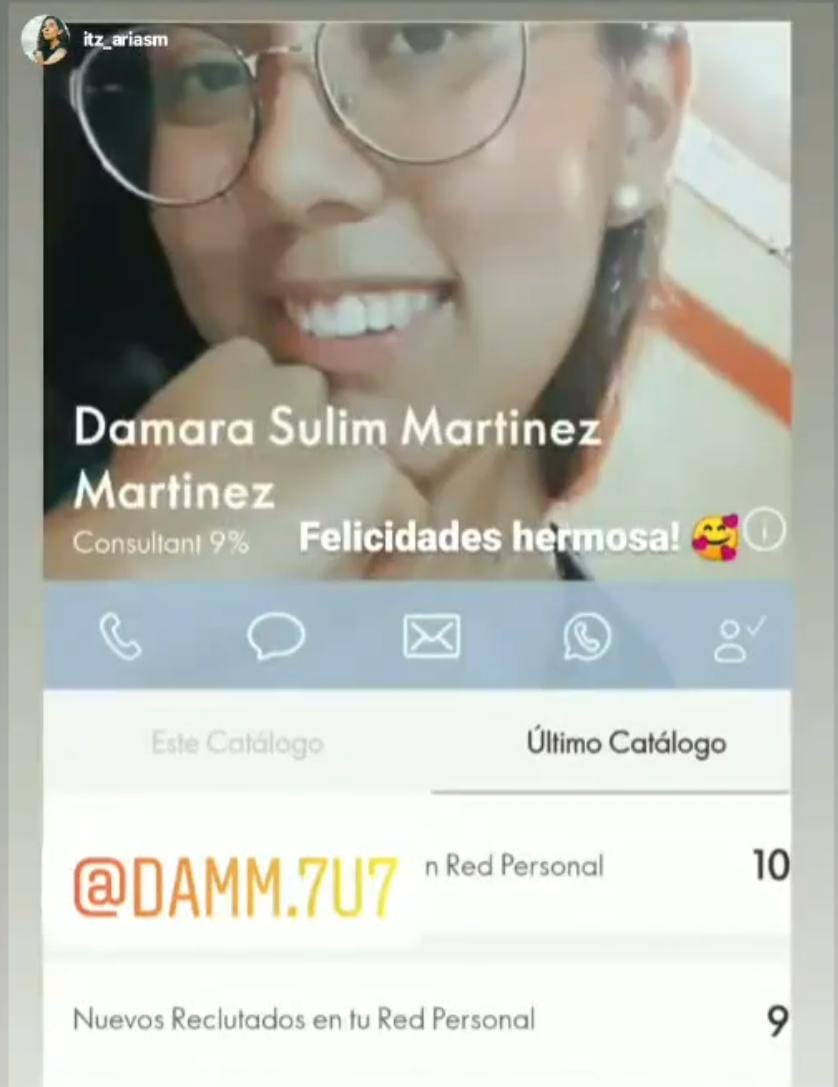 itz_ariasm
Damara Sulim Martinez
Martinez
Consultant 9%
Felicidades hermosa! 🥰
Este Catálogo
Último Catálogo
@DAMM.7U7
n Red Personal
10
Nuevos Reclutados en tu Red Personal
9